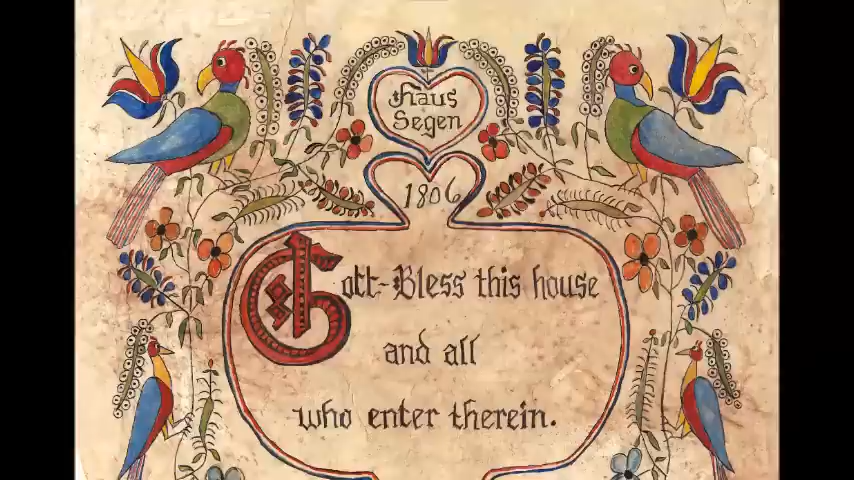 Haus
Segen
1806
Gott-Bless this house
and all
who enter therein.